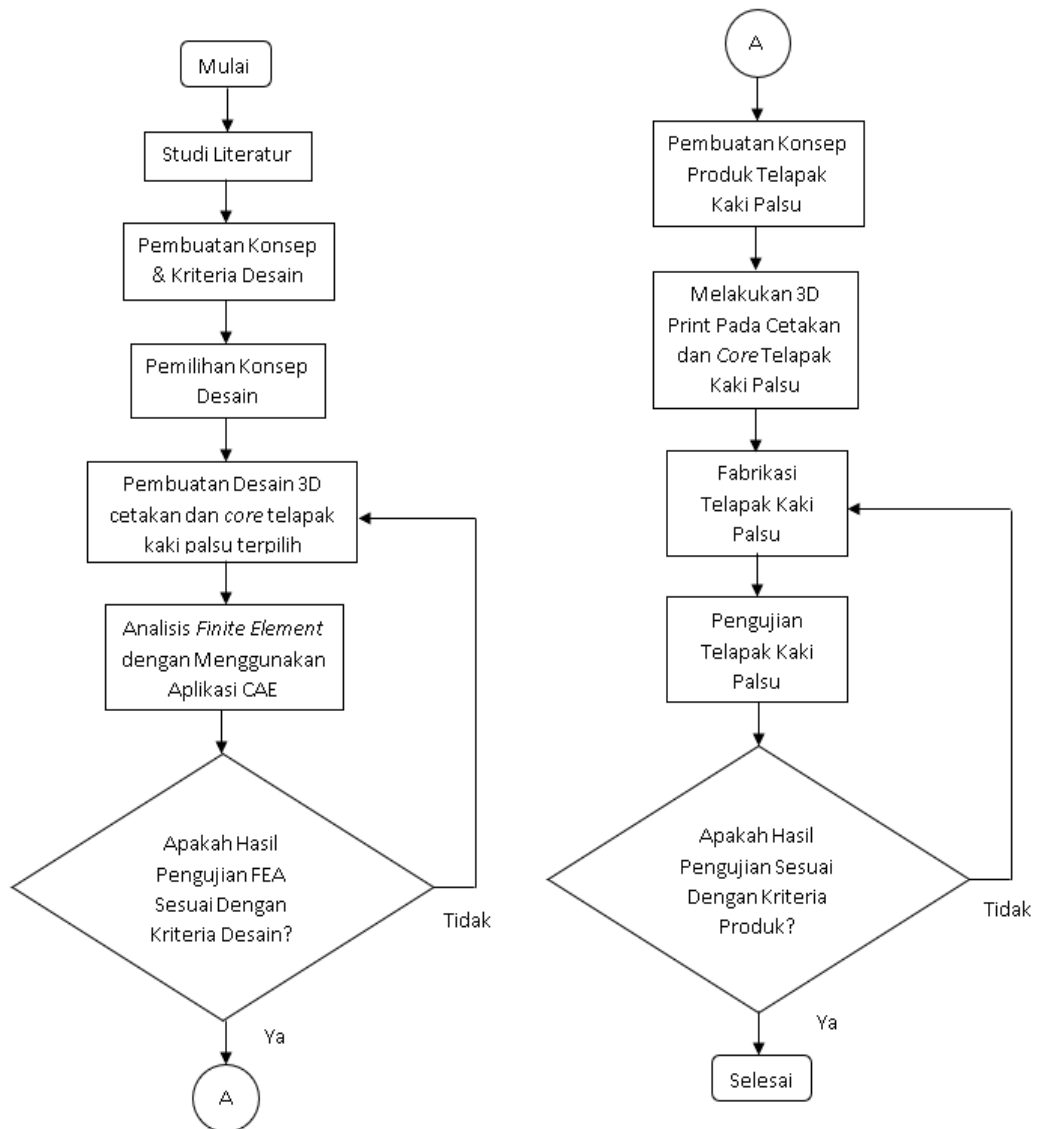 Mulai
Studi Literatur
Pembuatan Konsep
& Kriteria Desain
Pemilihan Konsep
Desain
Pembuatan Desain 3D
cetakan dan core telapak
kaki palsu terpilih
Analisis Finite Element
dengan Menggunakan
Aplikasi CAE
Apakah Hasil
Pengujian FEA
Sesuai Dengan
Kriteria Desain?
Tidak
Ya
A
A
Pembuatan Konsep
Produk Telapak
Kaki Palsu
Melakukan 3D
Print Pada Cetakan
dan Core Telapak
Kaki Palsu
Fabrikasi
Telapak Kaki
Palsu
Pengujian
Telapak Kaki
Palsu
Apakah Hasil
Pengujian Sesuai
Dengan Kriteria
Produk?
Tidak
Ya
Selesai